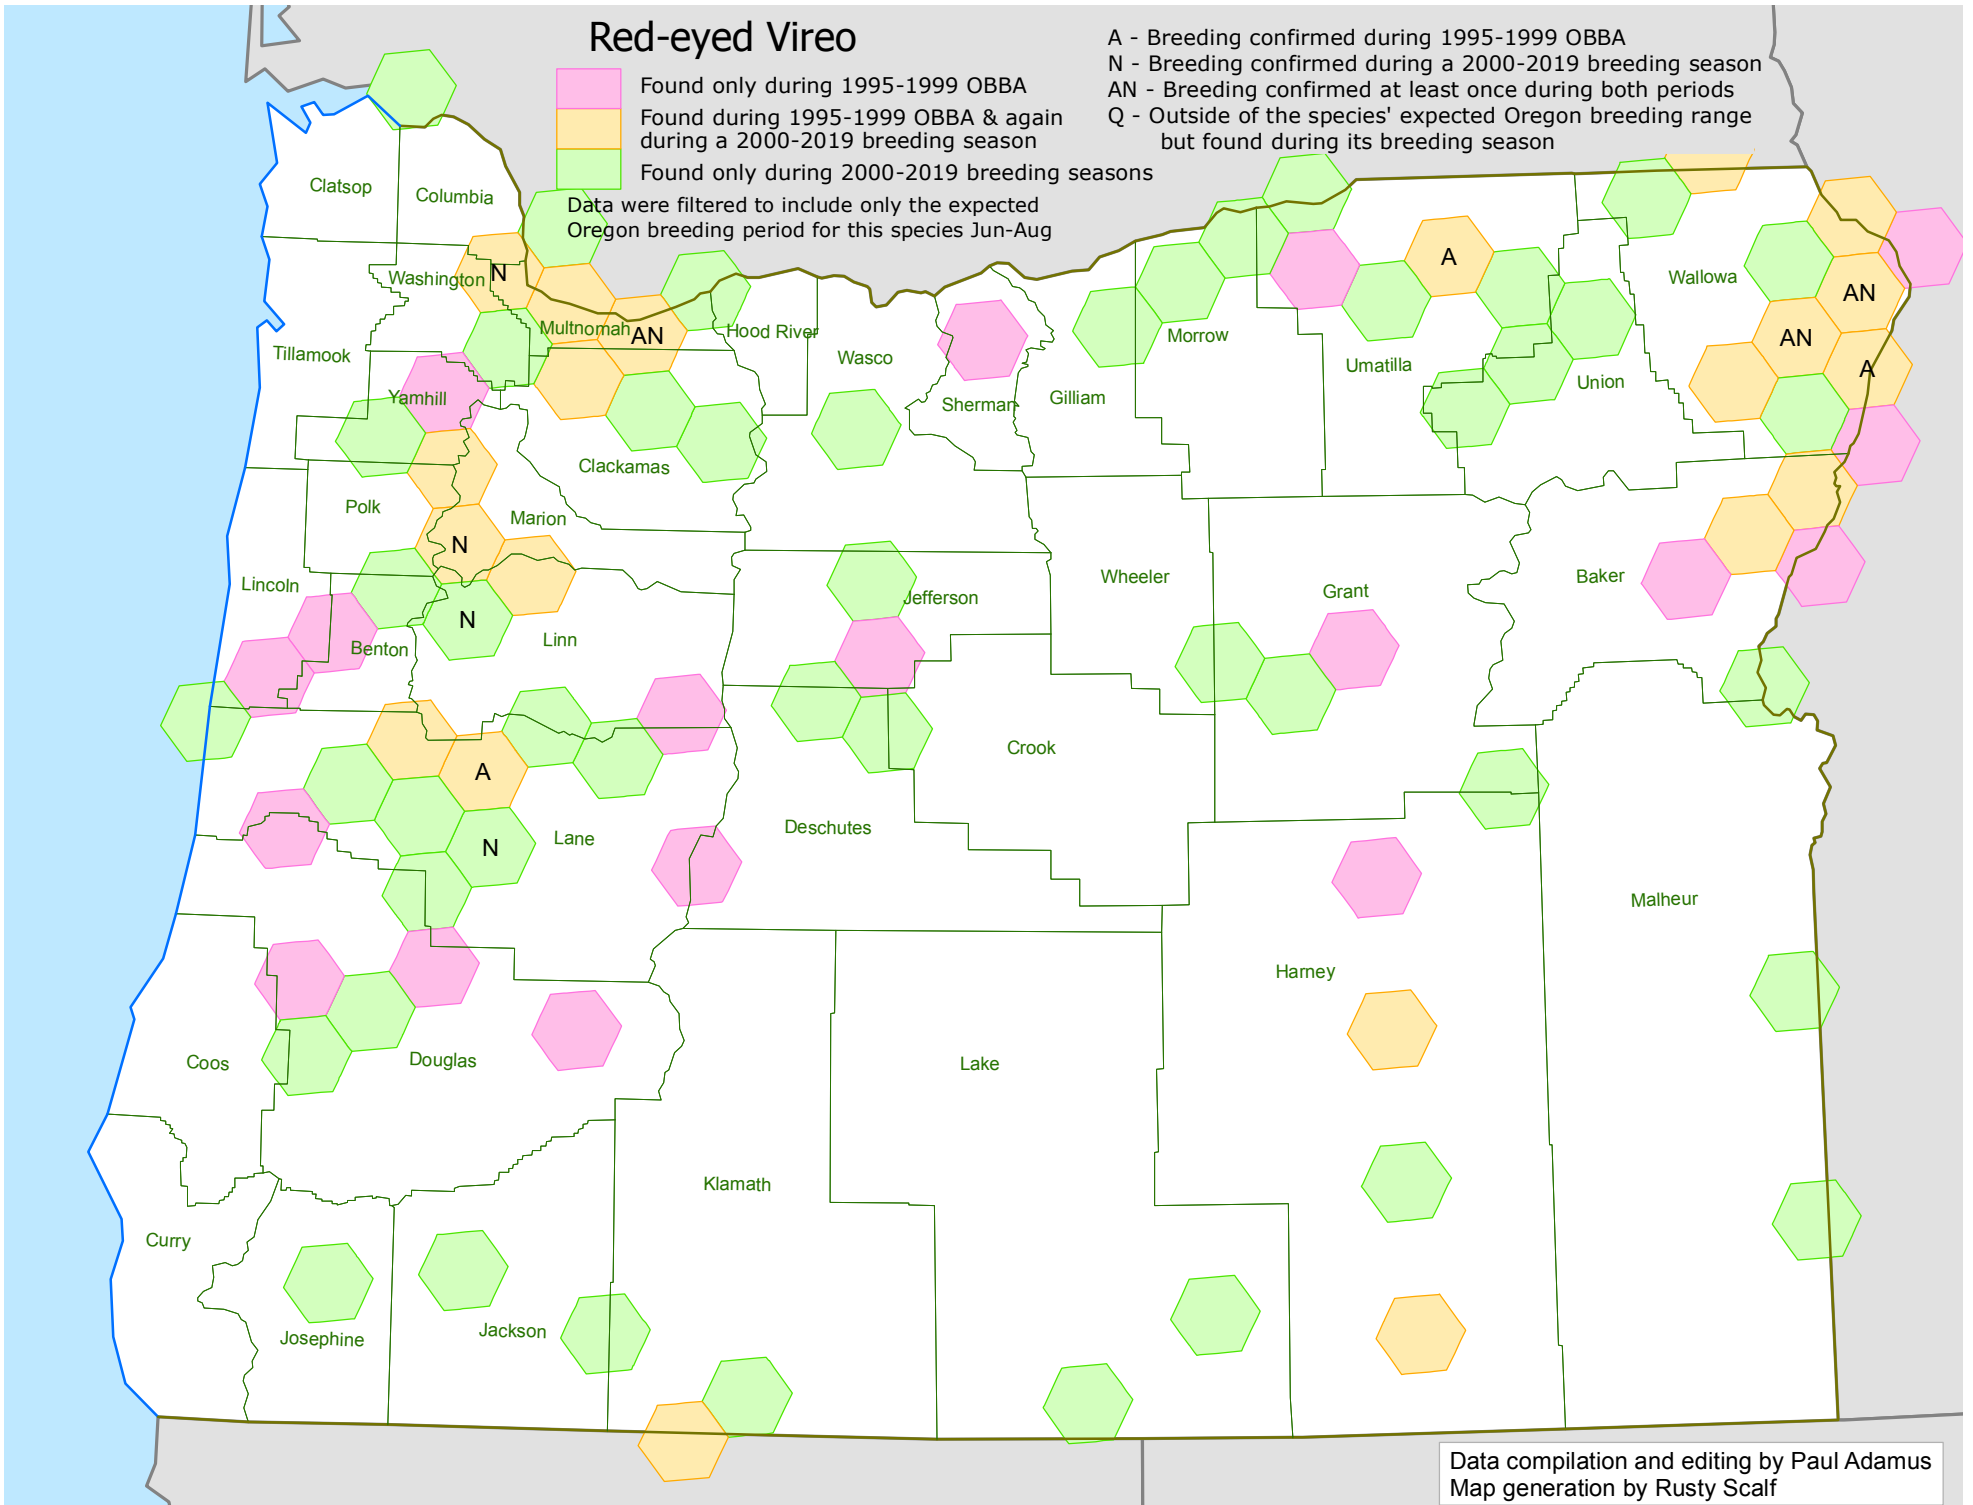 Red-eyed Vireo
Found only during 1995-1999 OBBA
Found during 1995-1999 OBBA & again
during a 2000-2019 breeding season
Found only during 2000-2019 breeding seasons
Data were filtered to include only the expected
Oregon breeding period for this species Jun-Aug
A - Breeding confirmed during 1995-1999 OBBA
N - Breeding confirmed during a 2000-2019 breeding season
AN - Breeding confirmed at least once during both periods
Q - Outside of the species' expected Oregon breeding range
but found during its breeding season
Clatsop
Columbia
Washington
N
Tillamook
Multnomah
AN
Hood River
Wasco
Yamhill
Sherman
Gilliam
Morrow
A
Umatilla
Union
Wallowa
AN
AN
A
Clackamas
Polk
Marion
N
Lincoln
N
Linn
Benton
Jefferson
Wheeler
Grant
Baker
A
N
Lane
Deschutes
Crook
Malheur
Harney
Coos
Douglas
Lake
Klamath
Curry
Josephine
Jackson
Data compilation and editing by Paul Adamus
Map generation by Rusty Scalf